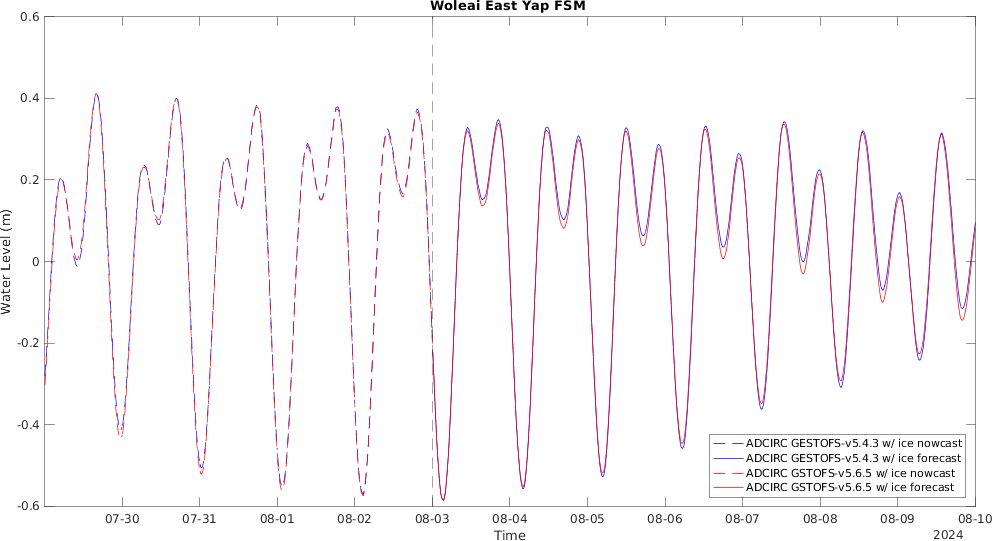 Woleai East Yap FSM
0.6
0.4
0.2
0
-0.2
-0.4
-0.6
Water Level (m)
07-30 07-31 08-01 08-02 08-03 08-04 08-05 08-06 08-07 08-08 08-09 08-10
Time
2024
ADCIRC GESTOFS-v5.4.3 w/ ice nowcast
ADCIRC GESTOFS-v5.4.3 w/ ice forecast
ADCIRC GSTOFS-v5.6.5 w/ ice nowcast
ADCIRC GSTOFS-v5.6.5 w/ ice forecast